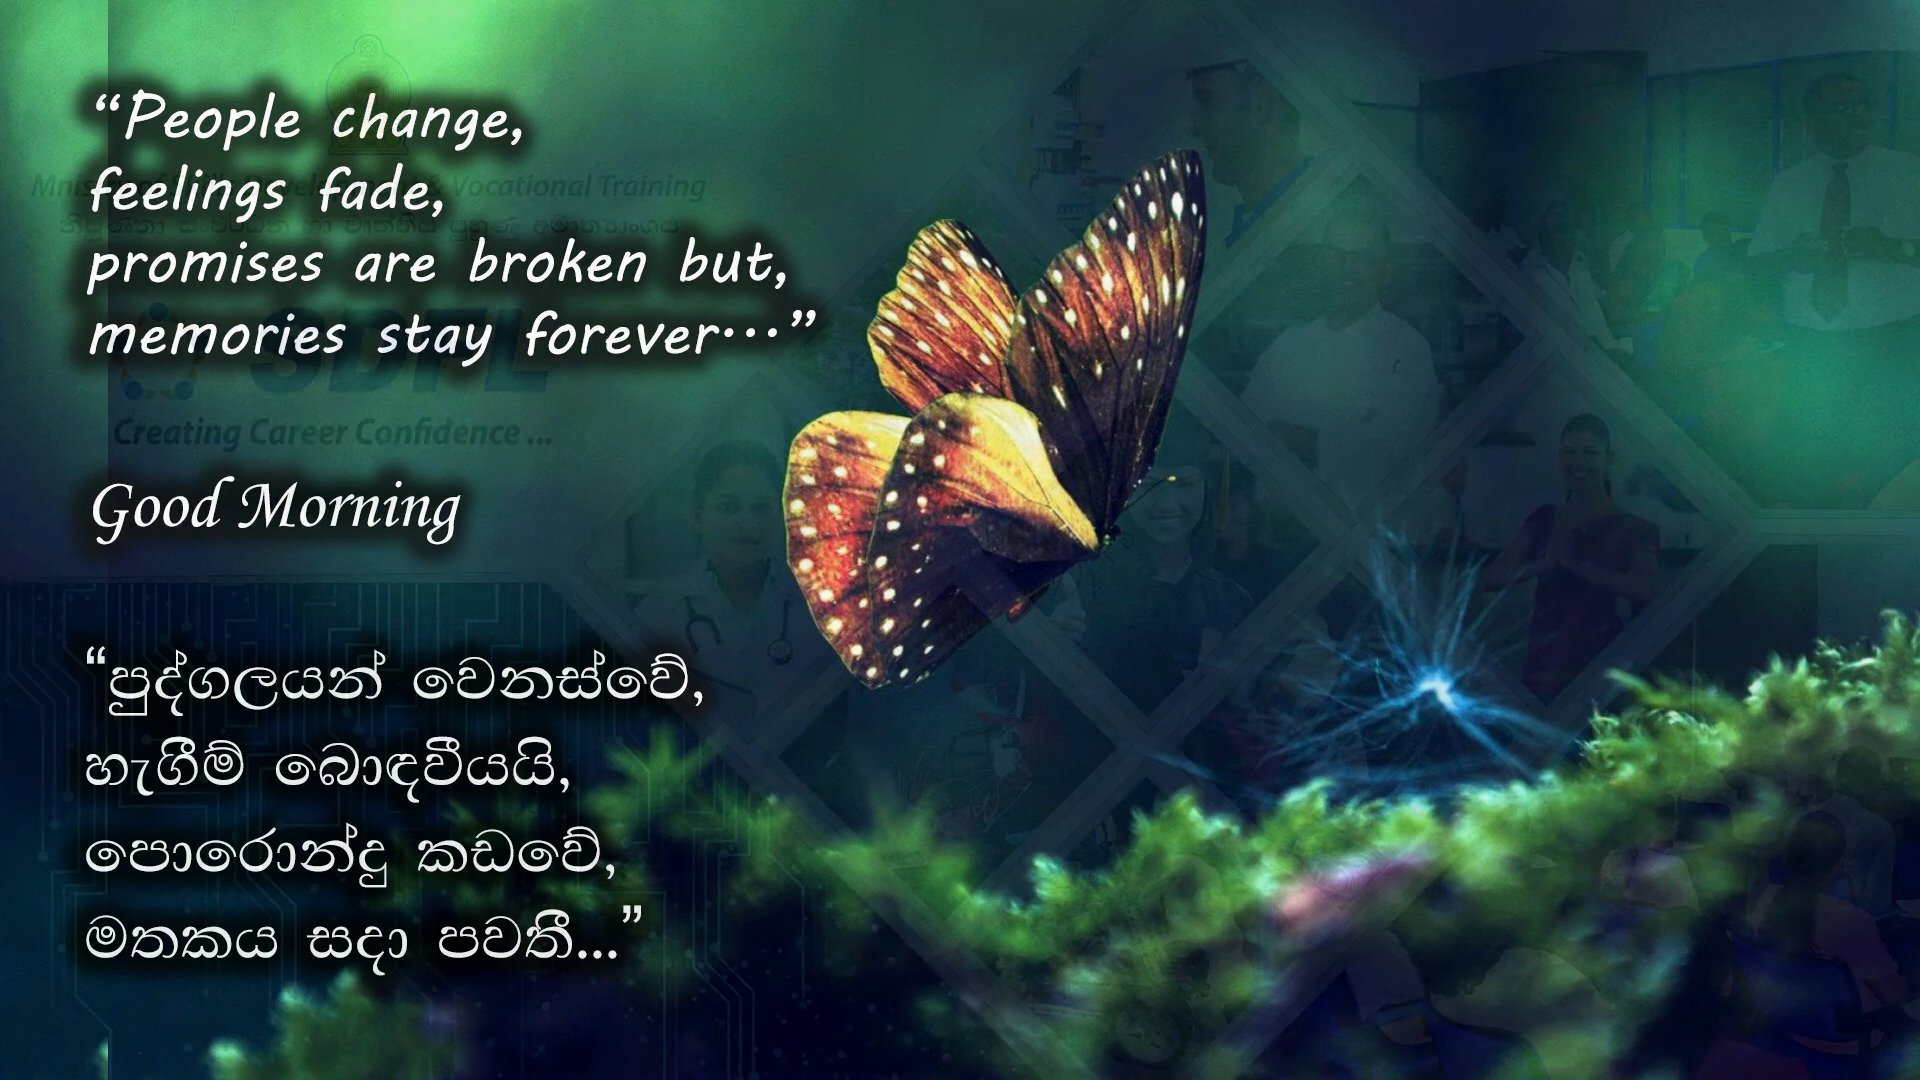 “People change,
feelings fade,
promises are broken but,
memories stay forever…”
& Vocational Training
SDFL
Creating Career Confidence ...
Good Morning
“පුද්ගලයන් වෙනස්වේ,
හැගීම් බොඳවීයයි,
පොරොන්දු කඩවේ,
මතකය සදා පවතී...”